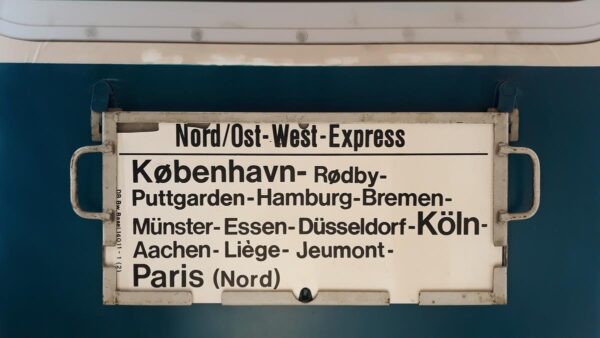 Nord/Ost-West-Express
København- Rødby-
Puttgarden-Hamburg-Bremen-
Münster-Essen-Düsseldorf-Köln-
Aachen-Liège-Jeumont-
Paris (Nord)